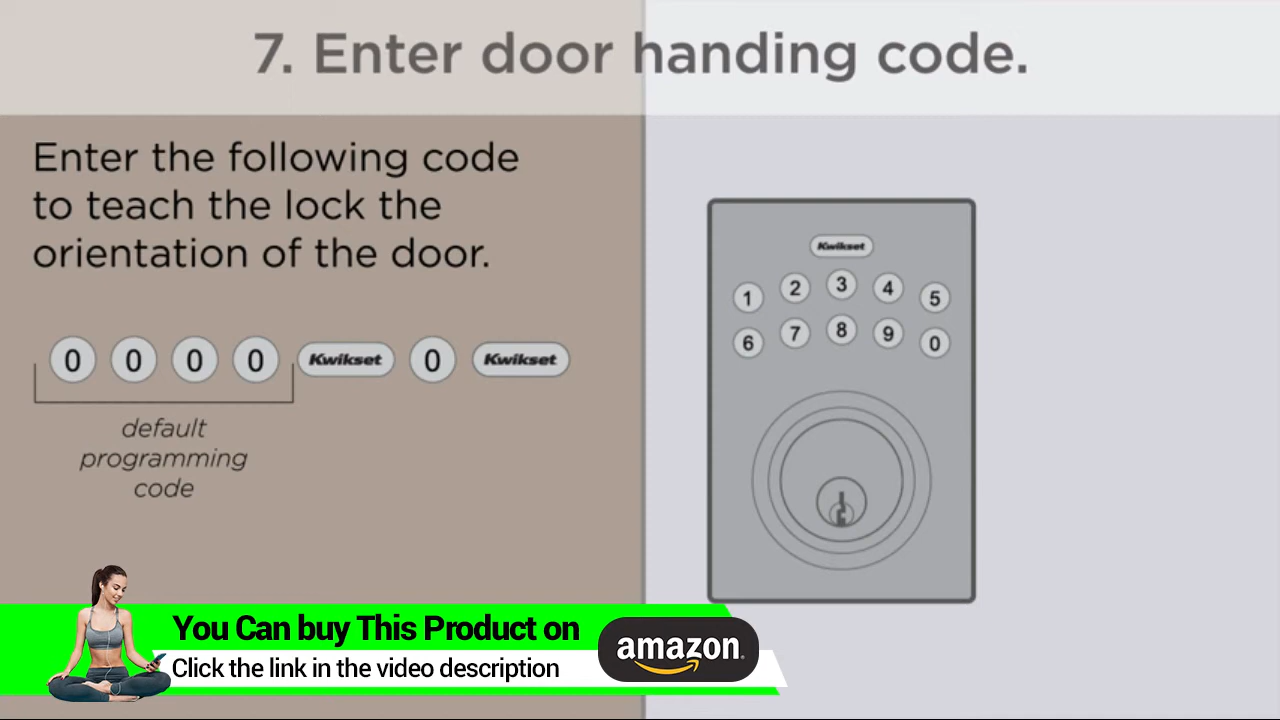 7. Enter door handing code.
Enter the following code
to teach the lock the
orientation of the door.
0 0 0 0 Kwikset 0 Kwikset
default
programming
code
Kwikset
1 2 3 4 5
6 7 8 9 0
You Can buy This Product on
Click the link in the video description
amazon